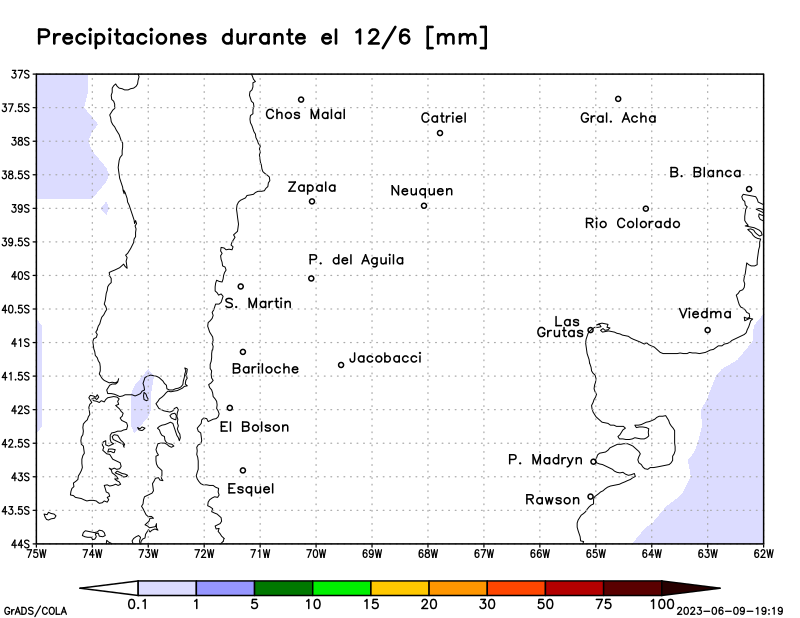 Precipitaciones durante el 12/6 [mm]
37S
37.5S
38S
38.5S
39S
39.5S
40S
40.5S
41S
41.5S
42S
42.5S
43S
43.5S
44S
Chos Malal
Catriel
Gral. Acha
B. Blanca
Zapala
Neuquen
Rio Colorado
P. del Aguila
S. Martin
Viedma
Las
Grutas
Bariloche
Jacobacci
El Bolson
P. Madryn
Esquel
Rawson
75W 74W 73W 72W 71W 70W 69W 68W 67W 66W 65W 64W 63W 62W
0.1 1 5 10 15 20 30 50 75 100
GrADS/COLA
2023-06-09-19:19